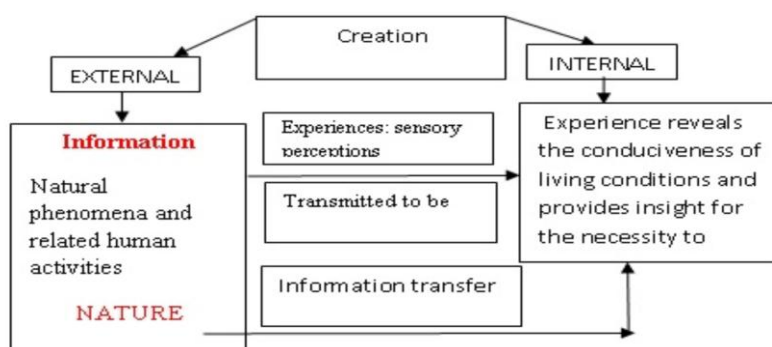 Creation
EXTERNAL
INTERNAL
Information
Natural
phenomena and
related human
activities
NATURE
Experiences: sensory
perceptions
Transmitted to be
Information transfer
Experience reveals
the conduciveness of
living conditions and
provides insight for
the necessity to